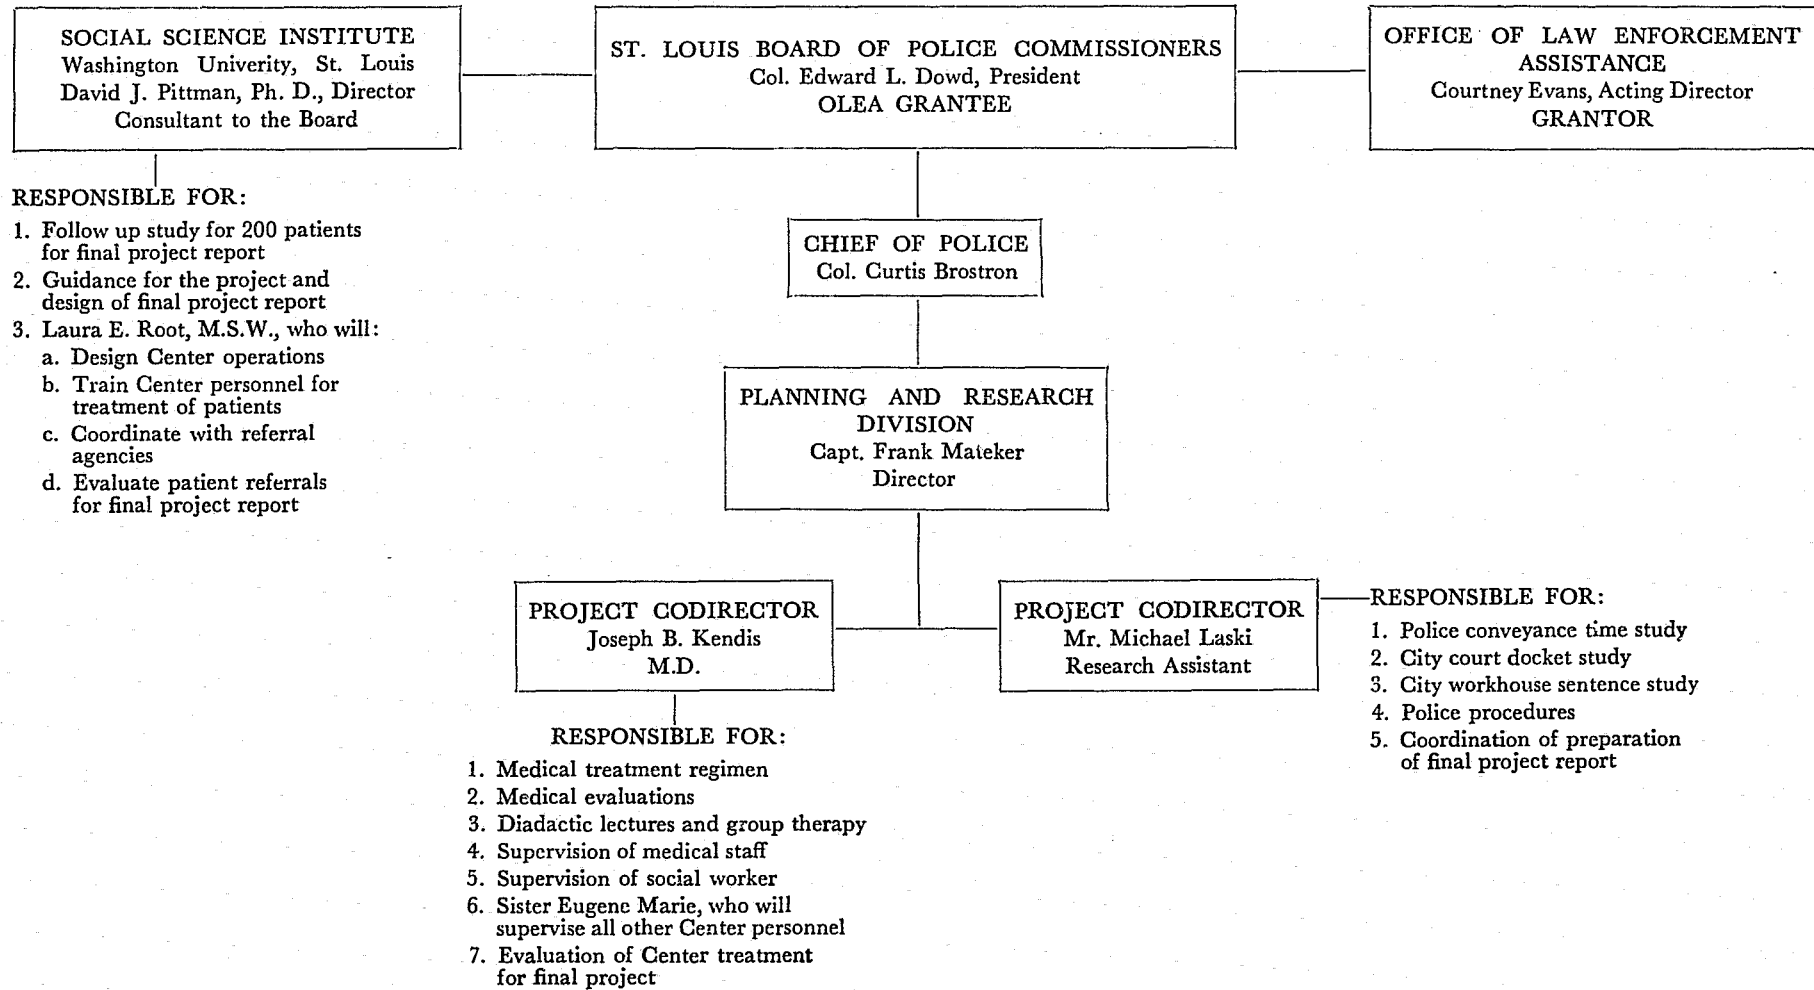 SOCIAL SCIENCE INSTITUTE
Washington Univerity, St. Louis
David J. Pittman, Ph. D., Director
Consultant to the Board
ST. LOUIS BOARD OF POLICE COMMISSIONERS
Col. Edward L. Dowd, President
OLEA GRANTEE
OFFICE OF LAW ENFORCEMENT
ASSISTANCE
Courtney Evans, Acting Director
GRANTOR
RESPONSIBLE FOR:
1. Follow up study for 200 patients
for final project report
2. Guidance for the project and
design of final project report
3. Laura E. Root, M.S.W., who will:
a. Design Center operations
b. Train Center personnel for
treatment of patients
c. Coordinate with referral
agencies
d. Evaluate patient referrals
for final project report
CHIEF OF POLICE
Col. Curtis Brostron
PLANNING AND RESEARCH
DIVISION
Capt. Frank Mateker
Director
PROJECT CODIRECTOR
Joseph B. Kendis
M.D.
PROJECT CODIRECTOR
Mr. Michael Laski
Research Assistant
RESPONSIBLE FOR:
1. Police conveyance time study
2. City court docket study
3. City workhouse sentence study
4. Police procedures
5. Coordination of preparation
of final project report
RESPONSIBLE FOR:
1. Medical treatment regimen
2. Medical evaluations
3. Diadactic lectures and group therapy
4. Supervision of medical staff
5. Supervision of social worker
6. Sister Eugene Marie, who will
supervise all other Center personnel
7. Evaluation of Center treatment
for final project